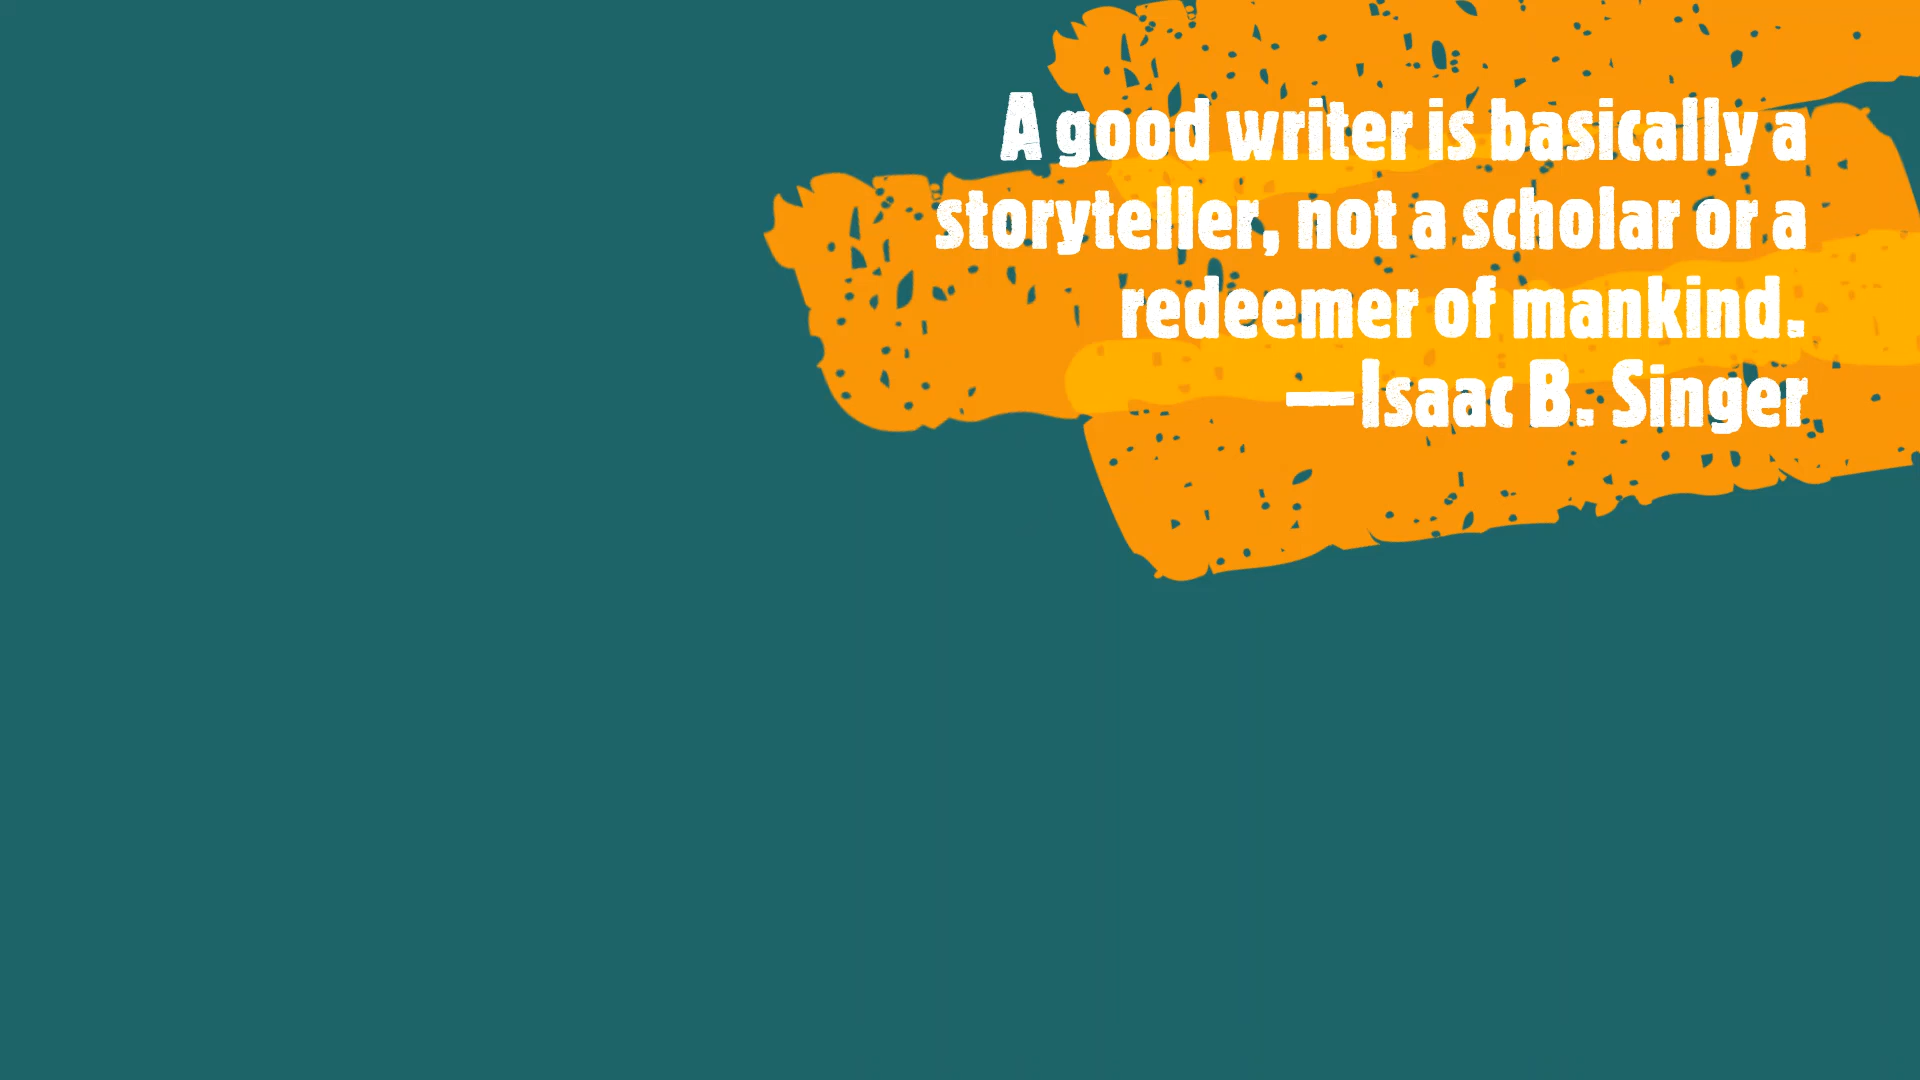 A good writer is basically a
storyteller, not a scholar or a
redeemer of mankind.
—Isaac B. Singer